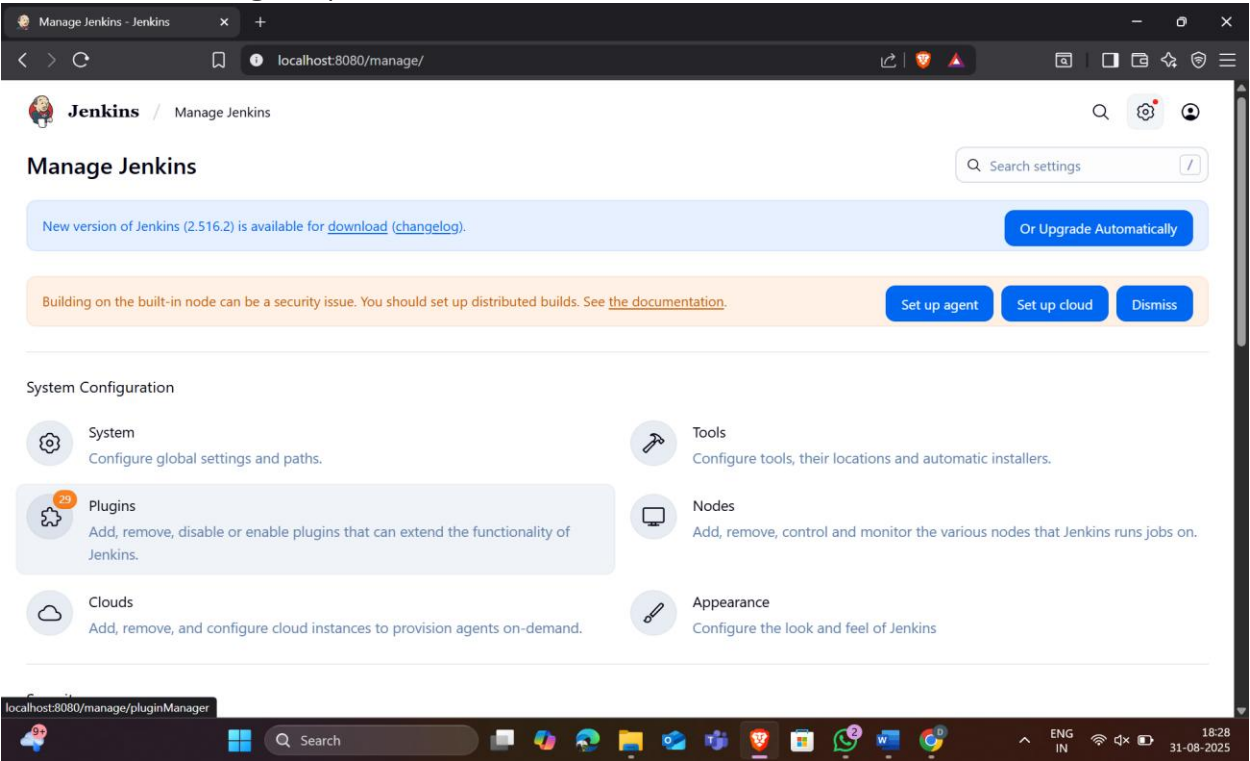 Manage Jenkins - Jenkins
localhost:8080/manage/
Jenkins / Manage Jenkins
Manage Jenkins
Search settings /
New version of Jenkins (2.516.2) is available for download (changelog).
Or Upgrade Automatically
Building on the built-in node can be a security issue. You should set up distributed builds. See the documentation.
Set up agent
Set up cloud
Dismiss
System Configuration
System
Configure global settings and paths.
Tools
Configure tools, their locations and automatic installers.
29
Plugins
Add, remove, disable or enable plugins that can extend the functionality of
Jenkins.
Nodes
Add, remove, control and monitor the various nodes that Jenkins runs jobs on.
Clouds
Add, remove, and configure cloud instances to provision agents on-demand.
Appearance
Configure the look and feel of Jenkins
localhost:8080/manage/pluginManager
9+
Search
2
ENG
IN
18:28
31-08-2025